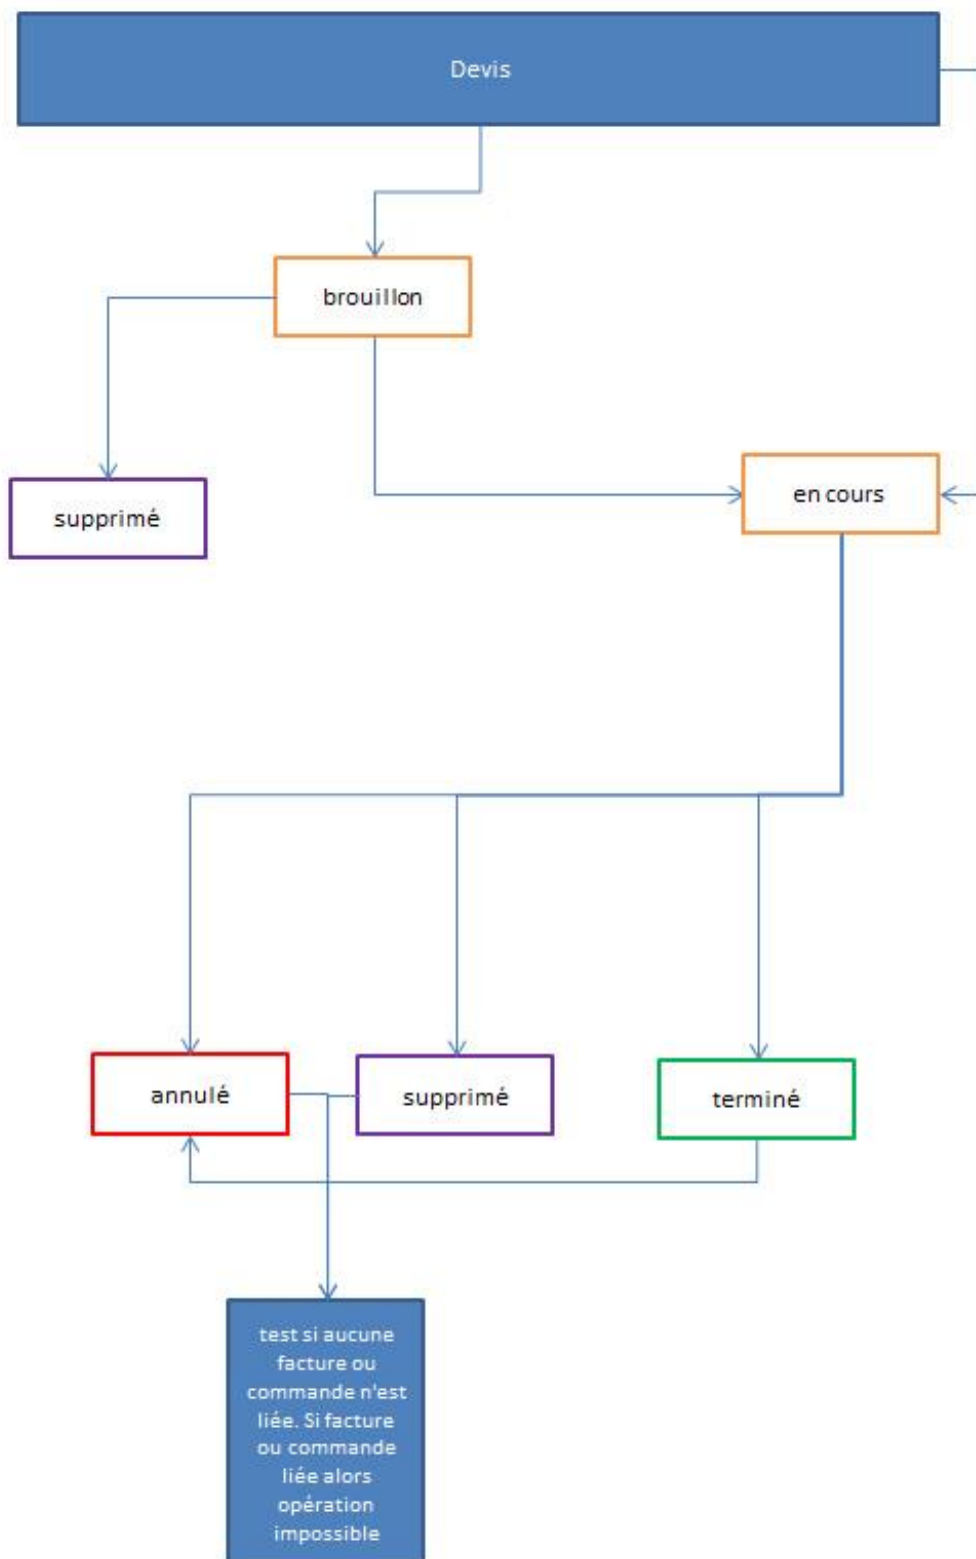 Devis
brouillon
supprimé
en cours
annulé
supprimé
terminé
test si aucune
facture ou
commande n'est
liée. Si facture
ou commande
liée alors
opération
impossible